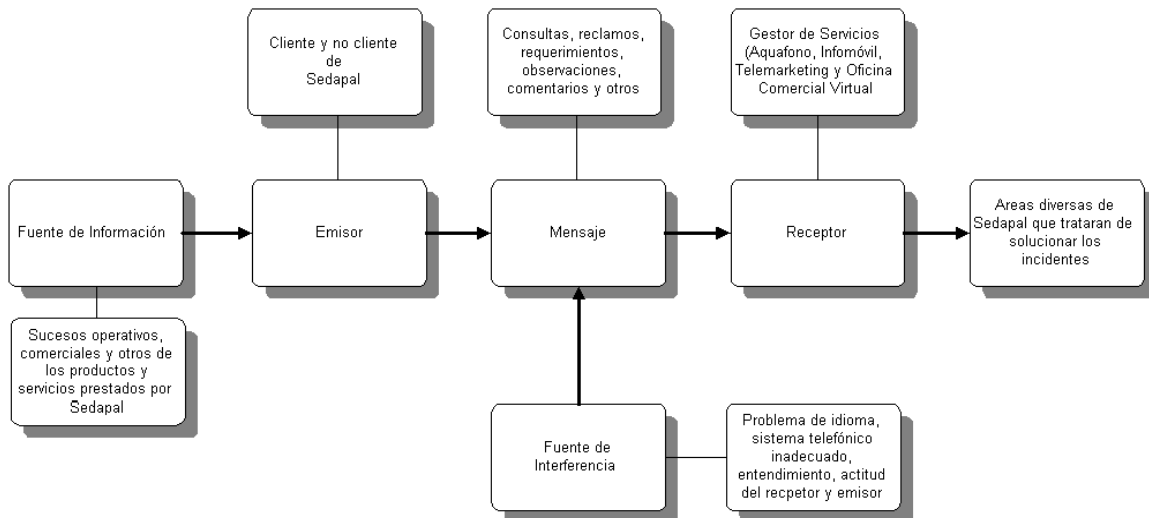 Cliente y no cliente
de
Sedapal
Consultas, reclamos,
requerimientos,
observaciones,
comentarios y otros
Gestor de Servicios
(Aquafono, Infomóvil,
Telemarketing y Oficina
Comercial Virtual
Fuente de Información
Emisor
Mensaje
Receptor
Areas diversas de
Sedapal que trataran de
solucionar los
incidentes
Sucesos operativos,
comerciales y otros de
los productos y
servicios prestados por
Sedapal
Fuente de
Interferencia
Problema de idioma,
sistema telefónico
inadecuado,
entendimiento, actitud
del recpetor y emisor